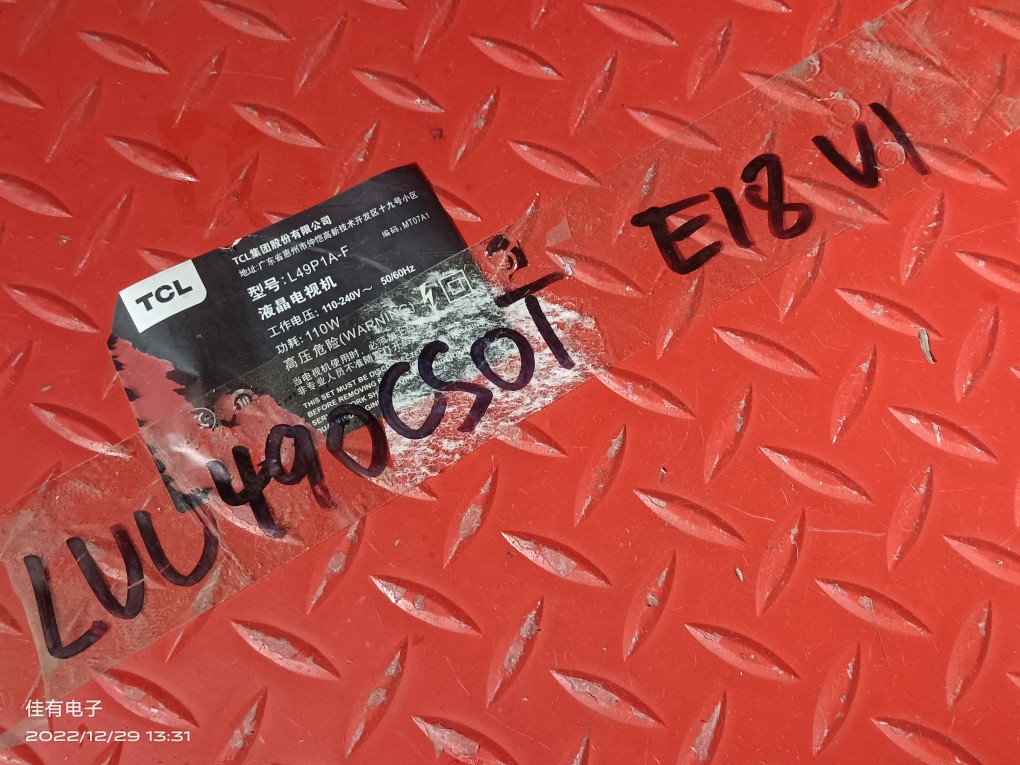 TCL
TCL集团股份有限公司
地址:广东省惠州市仲恺高新技术开发区十九号小区
型号:L49P1A-F
编码:MT07A1
液晶电视机
工作电压: 110-240V～ 50/60Hz
功耗:110W
高压危险(WARNIN
当电视机使用时,必
非专业人员不准随
THIS SET MUST BE
BEFORE REMOVING
LUU490CSOT E18 V1
佳有电子
2022/12/29 13:31